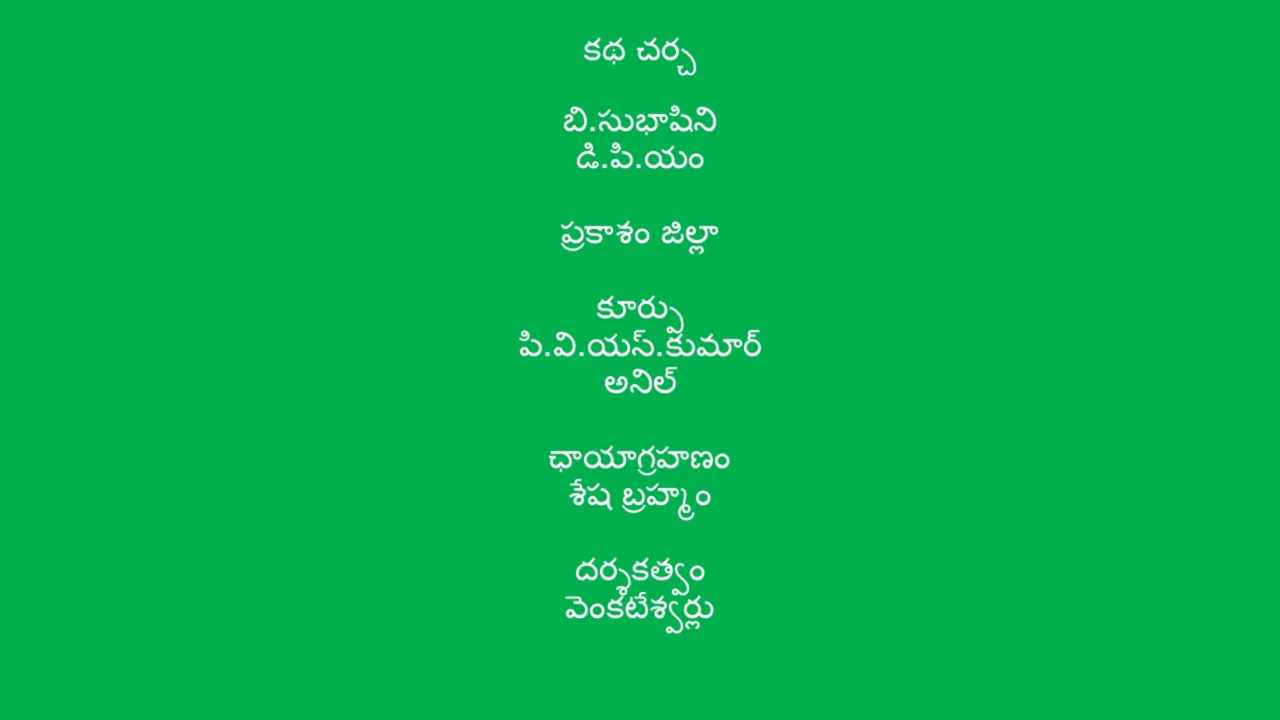 కథ చర్చ
బి.సుభాషిని
డి.పి.యం
ప్రకాశం జిల్లా
కూర్పు
పి.వి.యస్.కుమార్
అనిల్
ఛాయాగ్రహణం
శేష బ్రహ్మం
దర్శకత్వం
వెంకటేశ్వర్లు